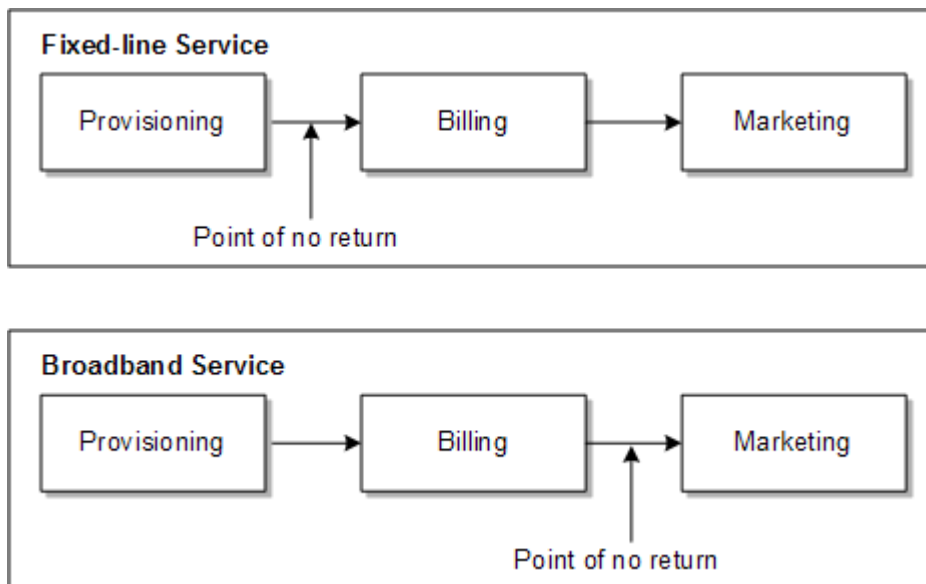 Fixed-line Service
Provisioning
Billing
Marketing
Point of no return
Broadband Service
Provisioning
Billing
Marketing
Point of no return